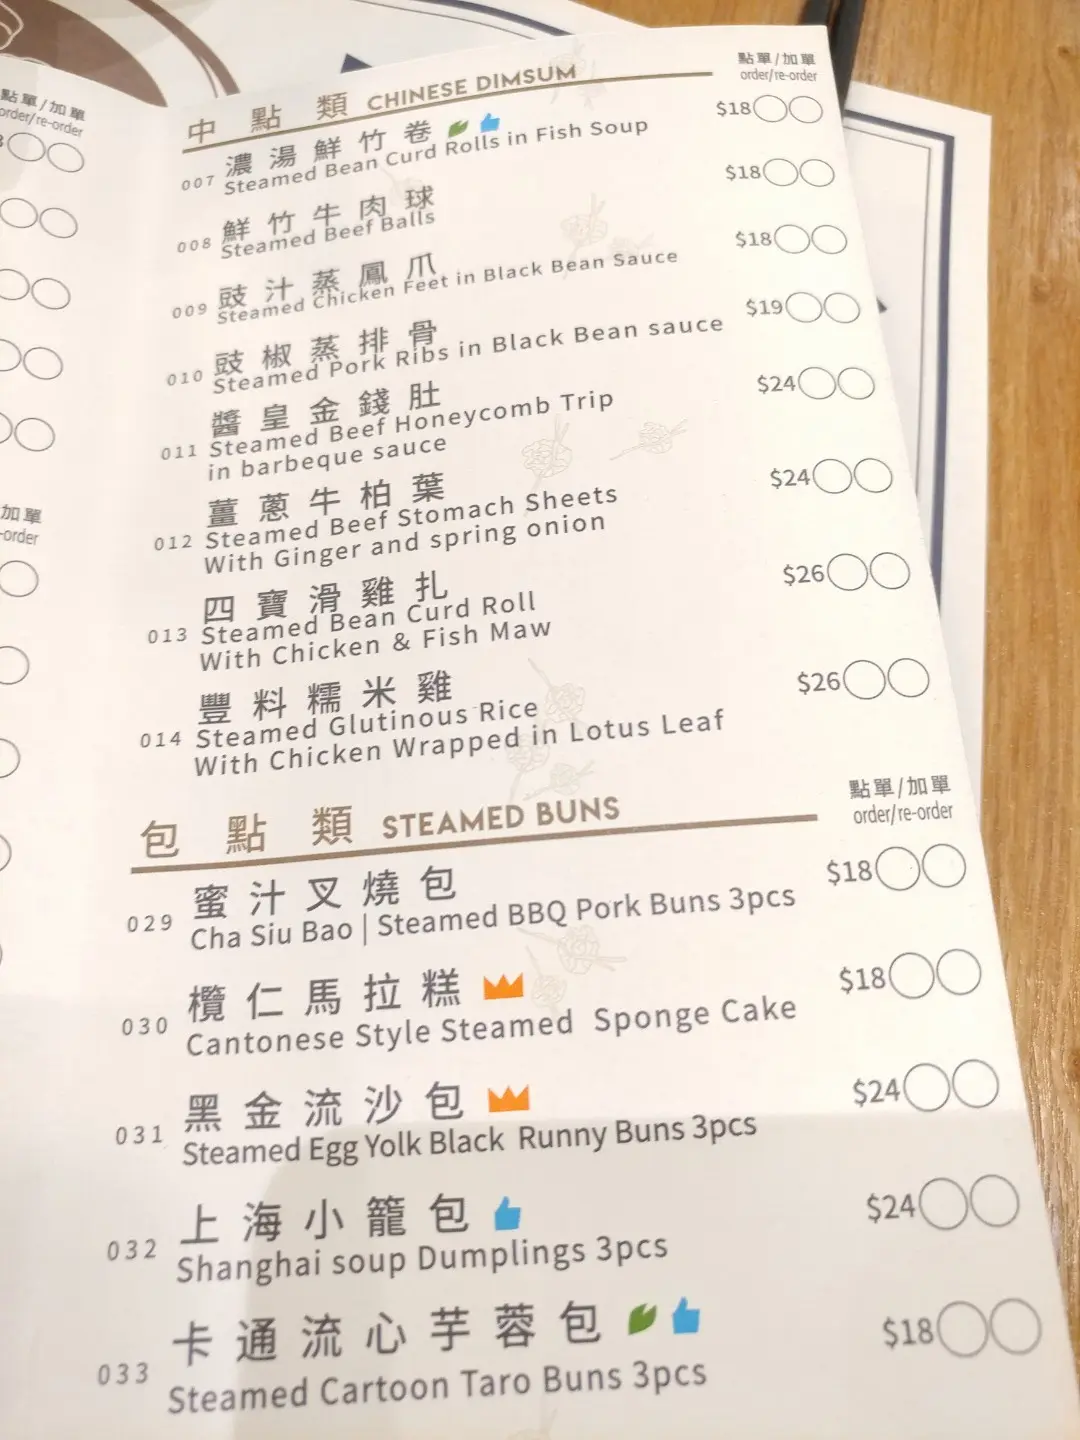 點單/加單
order/re-order
加單
-order
中點類 CHINESE DIMSUM
點單/加單
order/re-order
濃湯鮮竹卷
007 Steamed Bean Curd Rolls in Fish Soup $18
鮮竹牛肉球
008 Steamed Beef Balls $18
豉汁蒸鳳爪
009 Steamed Chicken Feet in Black Bean Sauce $18
豉椒蒸排骨
010 Steamed Pork Ribs in Black Bean sauce $19
醬皇金錢肚
011 Steamed Beef Honeycomb Trip $24
in barbeque sauce
薑蔥牛柏葉
012 Steamed Beef Stomach Sheets $24
With Ginger and spring onion
四寶滑雞扎
013 Steamed Bean Curd Roll $26
With Chicken & Fish Maw
豐料糯米雞
014 Steamed Glutinous Rice $26
With Chicken Wrapped in Lotus Leaf
包點類 STEAMED BUNS
點單/加單
order/re-order
蜜汁叉燒包
029 Cha Siu Bao | Steamed BBQ Pork Buns 3pcs $18
欖仁馬拉糕
030 Cantonese Style Steamed Sponge Cake $18
黑金流沙包
031 Steamed Egg Yolk Black Runny Buns 3pcs $24
上海小籠包
032 Shanghai soup Dumplings 3pcs $24
卡通流心芋蓉包
033 Steamed Cartoon Taro Buns 3pcs $18